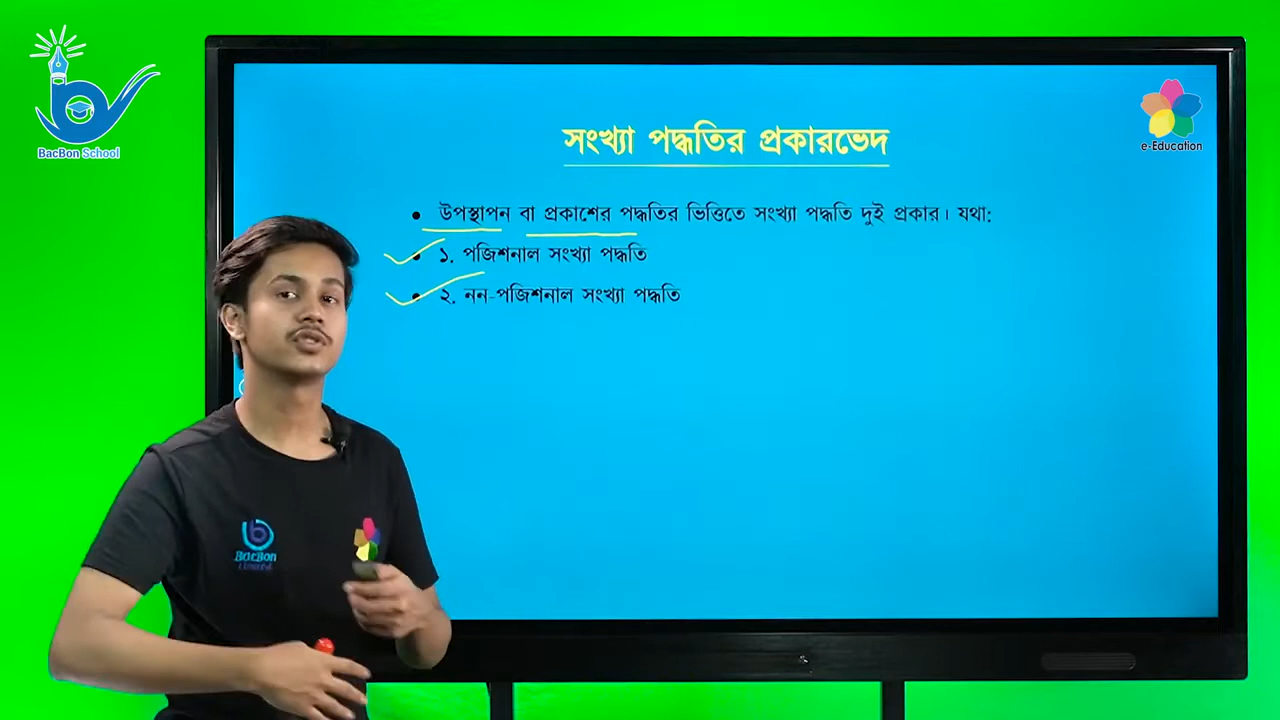 BacBon School
e-Education
সংখ্যা পদ্ধতির প্রকারভেদ
• উপস্থাপন বা প্রকাশের পদ্ধতির ভিত্তিতে সংখ্যা পদ্ধতি দুই প্রকার। যথা:
• ১. পজিশনাল সংখ্যা পদ্ধতি
• ২. নন-পজিশনাল সংখ্যা পদ্ধতি
BacBon